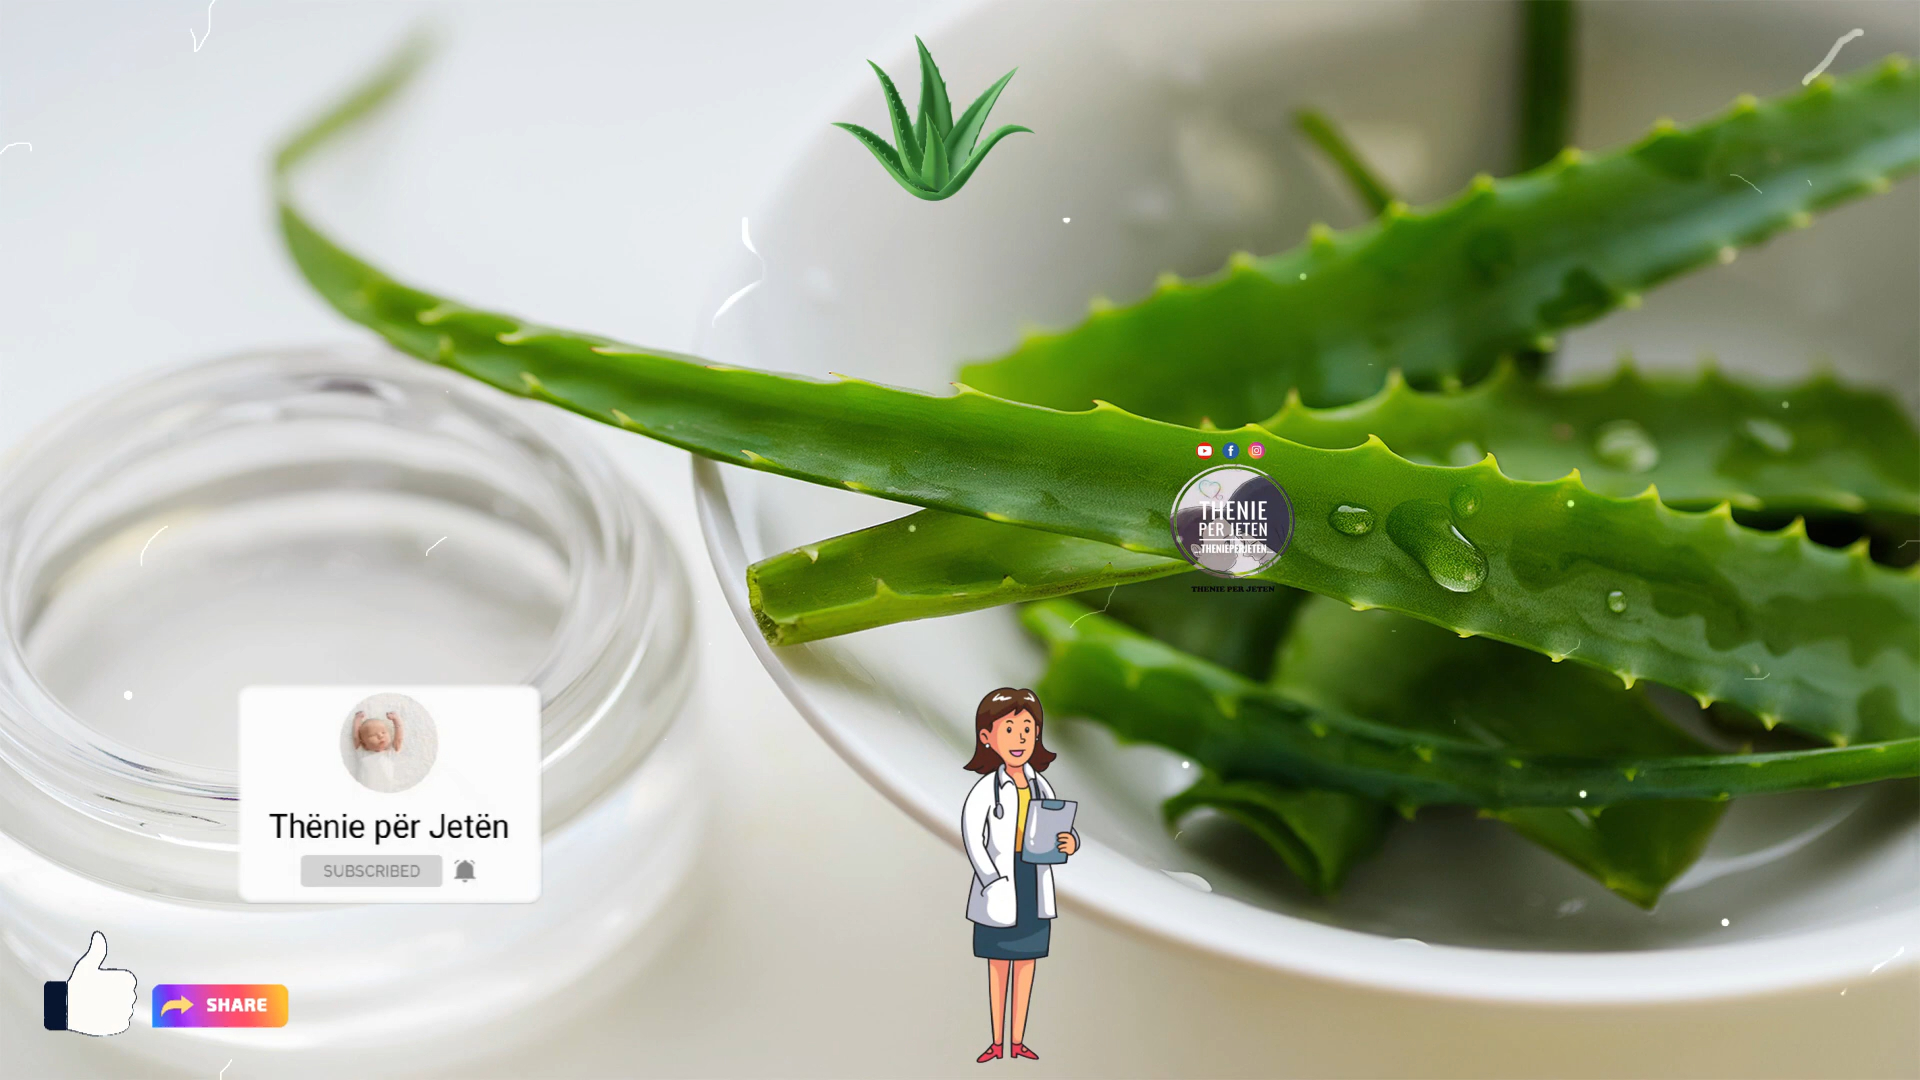 THENIE
PER JETEN
...THENIEPERJETEN...
THENIE PER JETEN
Thënie për Jetën
SUBSCRIBED
SHARE